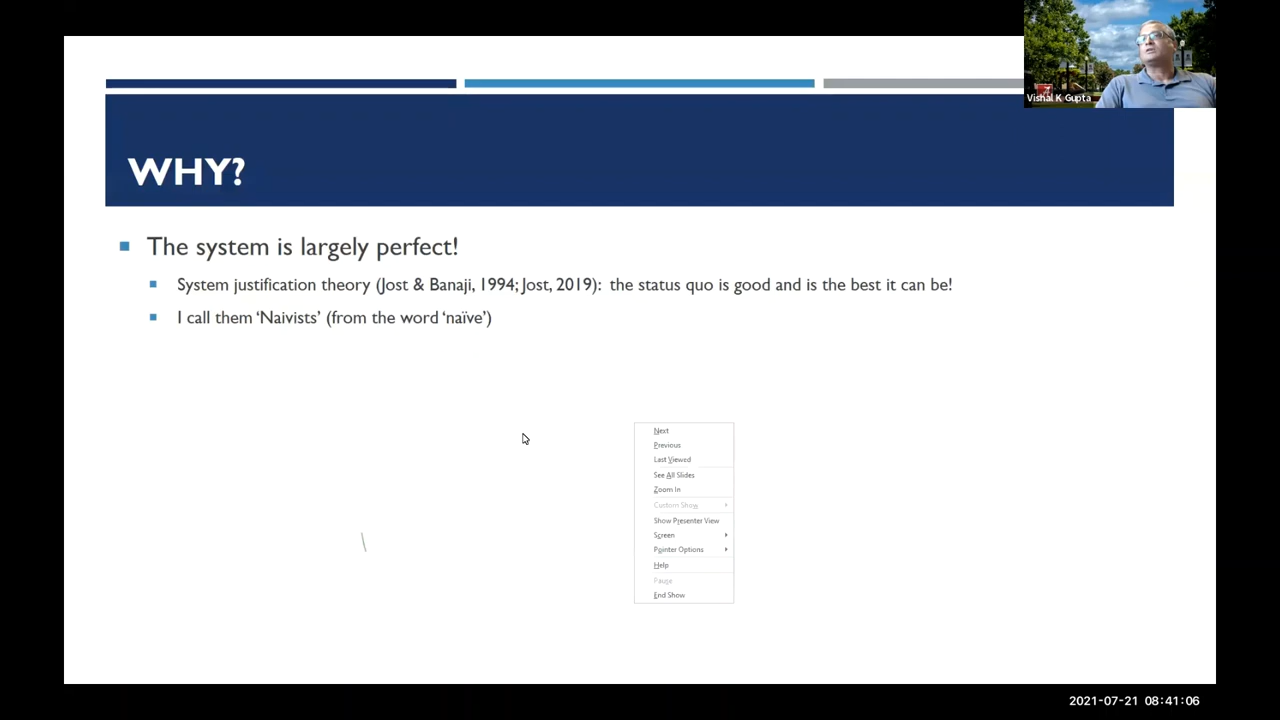 Vishal K Gupta
WHY?
The system is largely perfect!
System justification theory (Jost & Banaji, 1994; Jost, 2019): the status quo is good and is the best it can be!
I call them ‘Naivists’ (from the word ‘naïve’)
Next
Previous
Last Viewed
See All Slides
Zoom In
Custom Show
Show Presenter View
Screen
Pointer Options
Help
Pause
End Show
2021-07-21 08:41:06